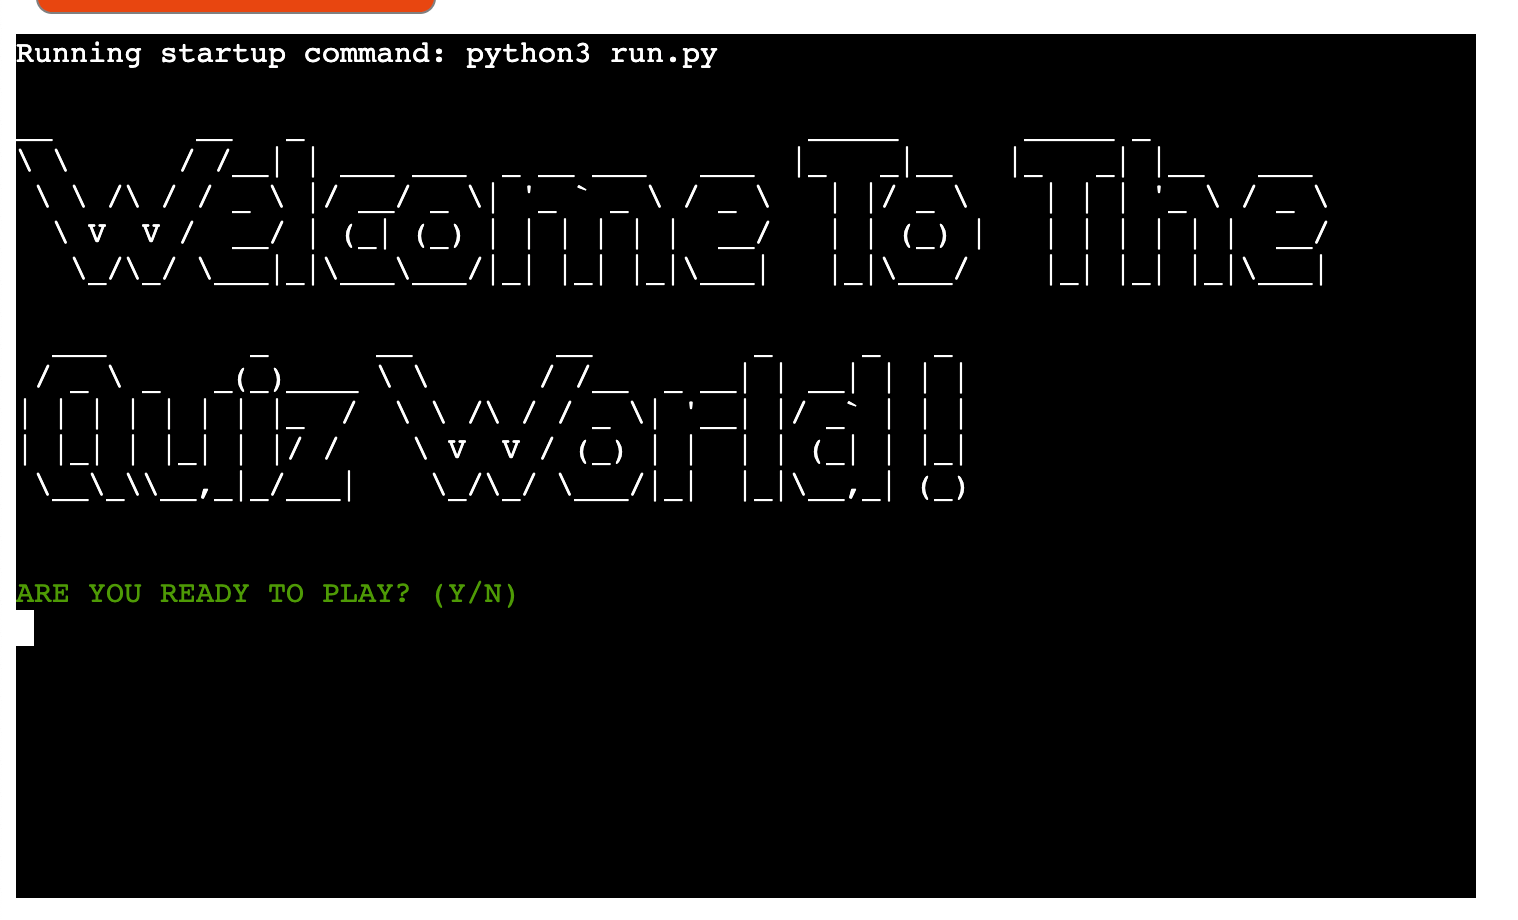 Running startup command: python3 run.py
Welcome To The
Quiz World!
ARE YOU READY TO PLAY? (Y/N)